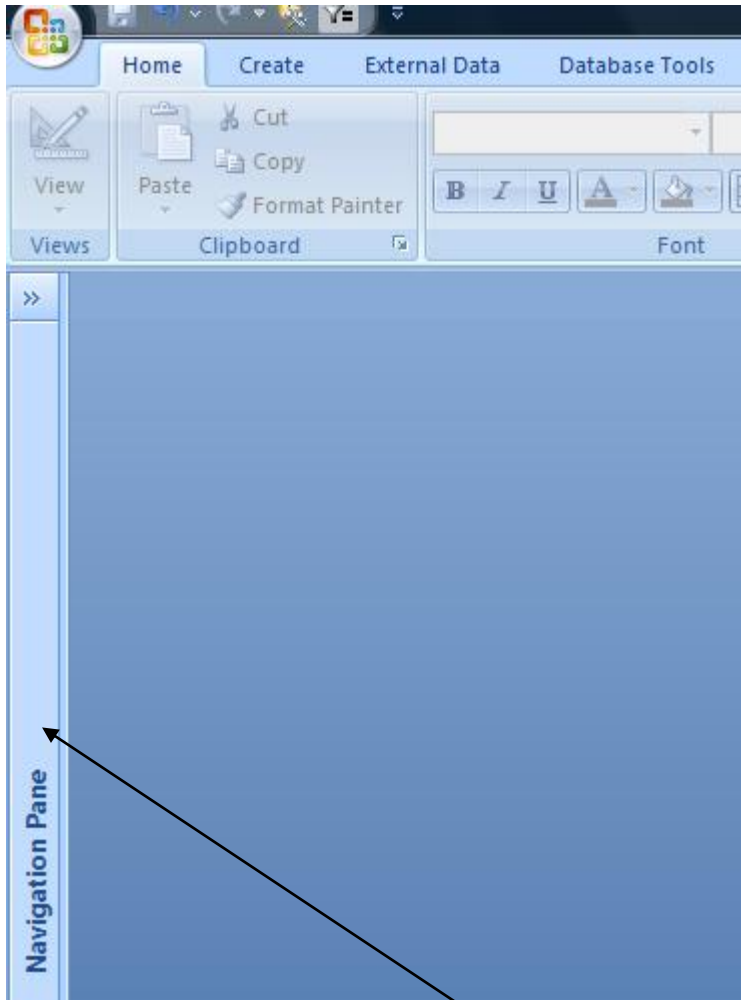 Home Create External Data Database Tools
View
Paste
Cut
Copy
Format Painter
B I U A
Views Clipboard Font
Navigation Pane